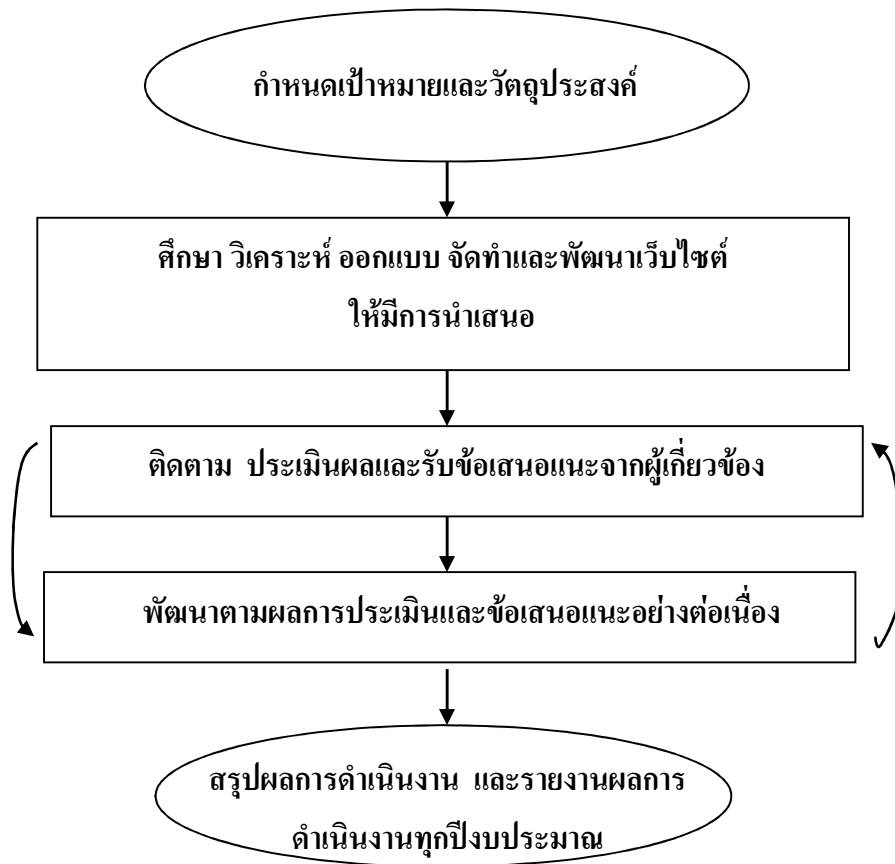 กำหนดเป้าหมายและวัตถุประสงค์
ศึกษา วิเคราะห์ ออกแบบ จัดทำและพัฒนาเว็บไซต์
ให้มีการนำเสนอ
ติดตาม ประเมินผลและรับข้อเสนอแนะจากผู้เกี่ยวข้อง
พัฒนาตามผลการประเมินและข้อเสนอแนะอย่างต่อเนื่อง
สรุปผลการดำเนินงาน และรายงานผลการ
ดำเนินงานทุกปีงบประมาณ